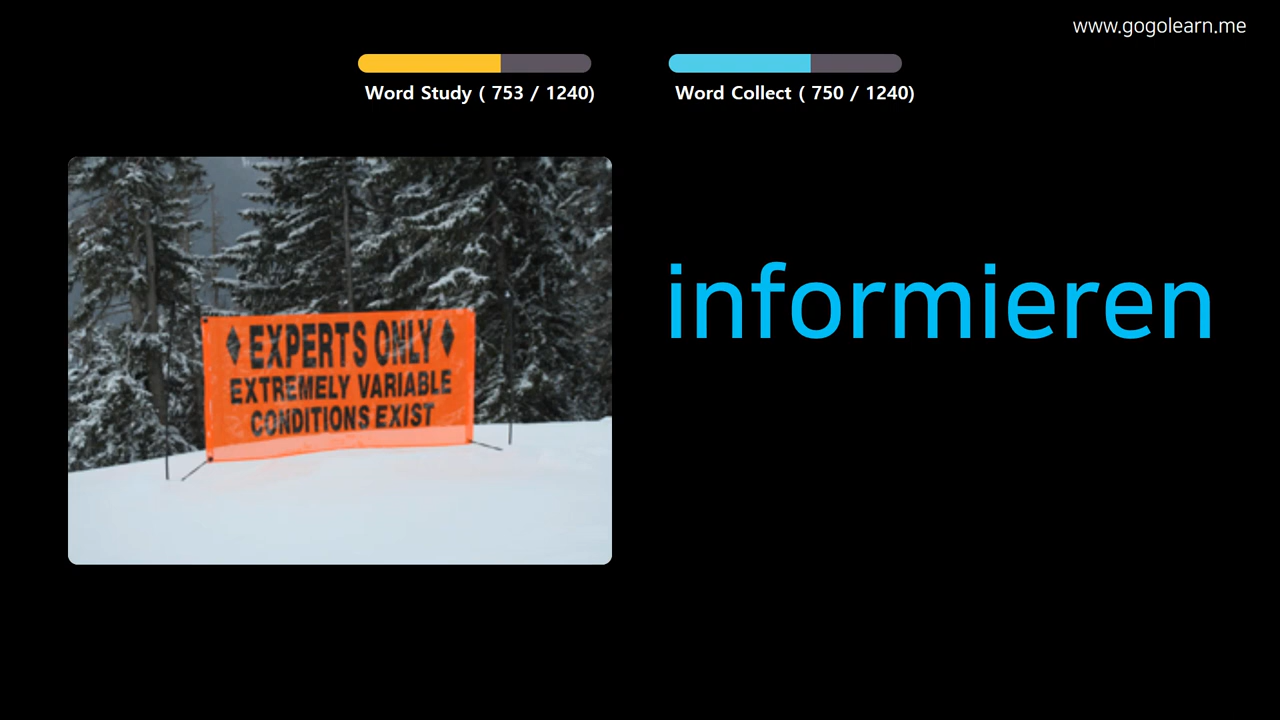 www.gogolearn.me
Word Study ( 753 / 1240)
Word Collect ( 750 / 1240)
EXPERTS ONLY
EXTREMELY VARIABLE
CONDITIONS EXIST
informieren